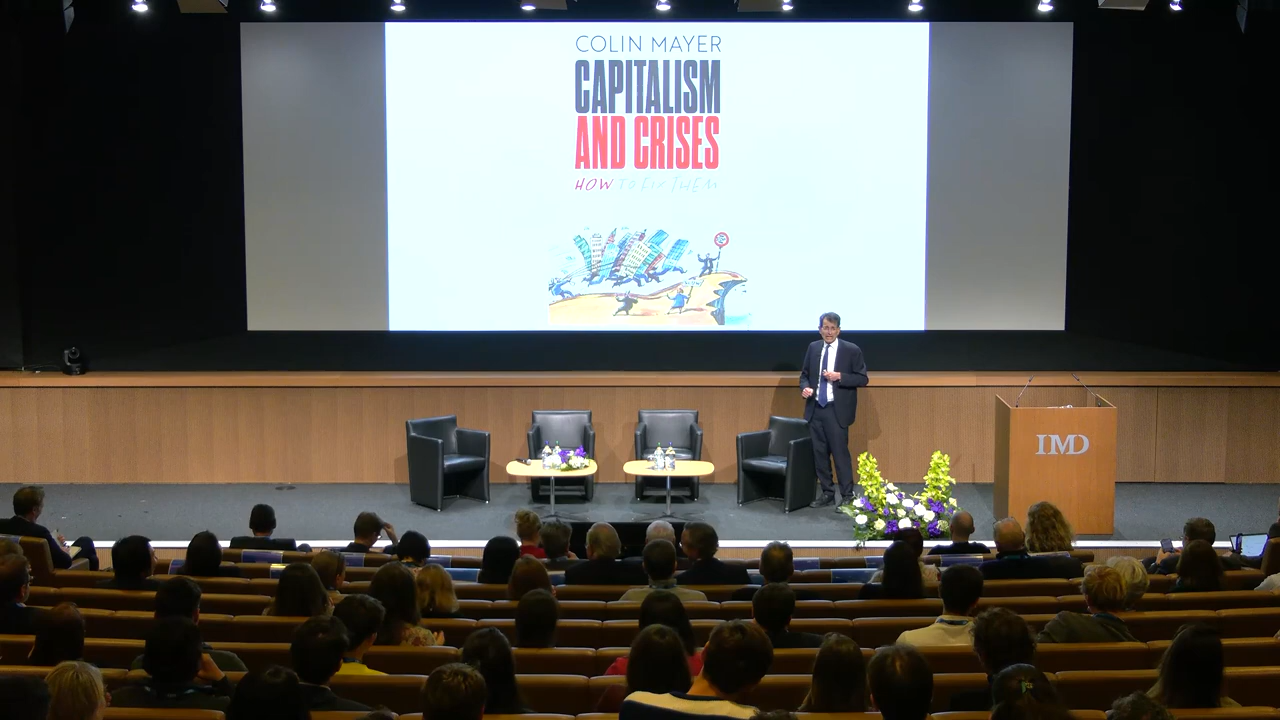 COLIN MAYER
CAPITALISM
AND CRISES
HOW TO FIX THEM
IMD